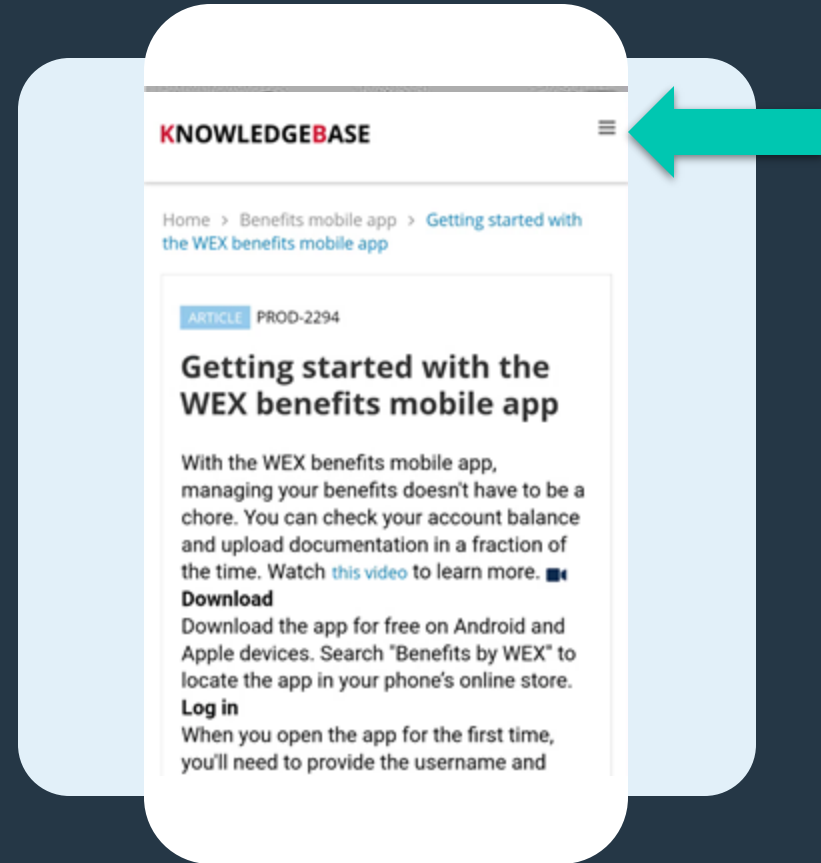 KNOWLEDGEBASE
Home > Benefits mobile app > Getting started with
the WEX benefits mobile app
ARTICLE PROD-2294
Getting started with the
WEX benefits mobile app
With the WEX benefits mobile app,
managing your benefits doesn't have to be a
chore. You can check your account balance
and upload documentation in a fraction of
the time. Watch this video to learn more.
Download
Download the app for free on Android and
Apple devices. Search "Benefits by WEX" to
locate the app in your phone's online store.
Log in
When you open the app for the first time,
you'll need to provide the username and